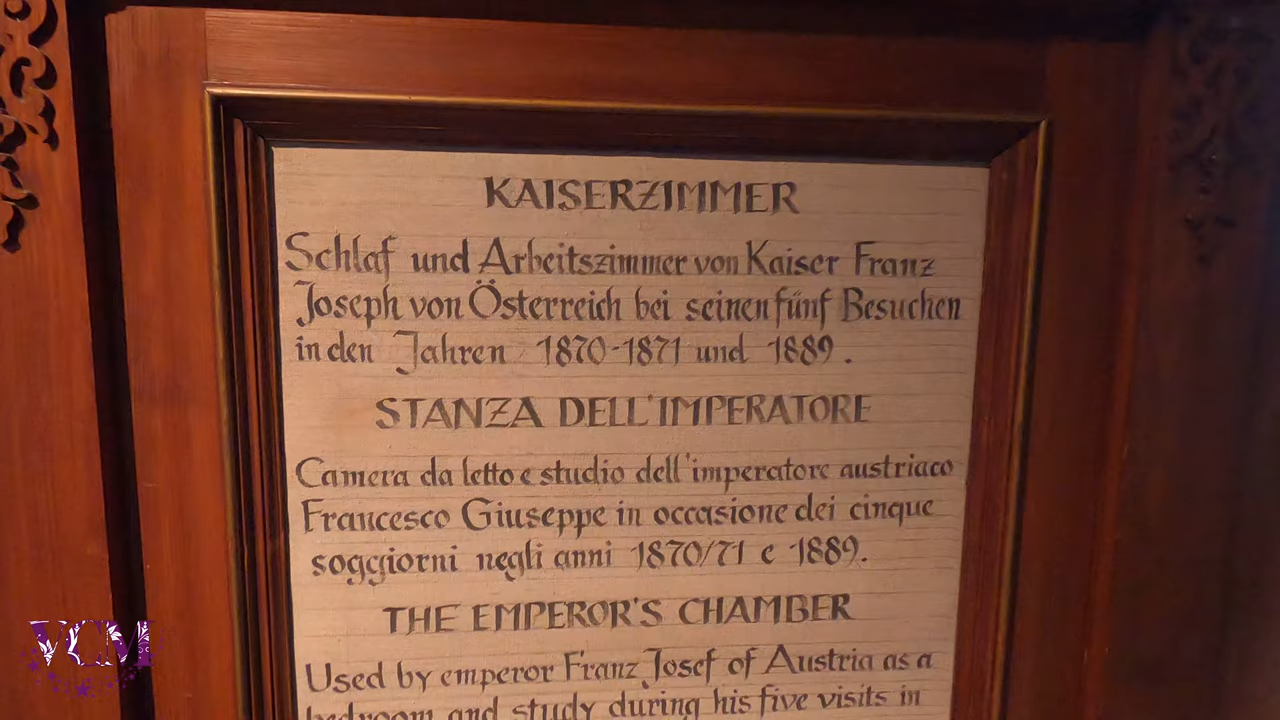 KAISERZIMMER
Schlaf und Arbeitszimmer von Kaiser Franz
Joseph von Österreich bei seinen fünf Besuchen
in den Jahren 1870-1871 und 1889.
STANZA DELL'IMPERATORE
Camera da letto e studio dell'imperatore austriaco
Francesco Giuseppe in occasione dei cinque
soggiorni negli anni 1870/71 e 1889.
THE EMPEROR'S CHAMBER
Used by emperor Franz Josef of Austria as a
bedroom and study during his five visits in
VCM